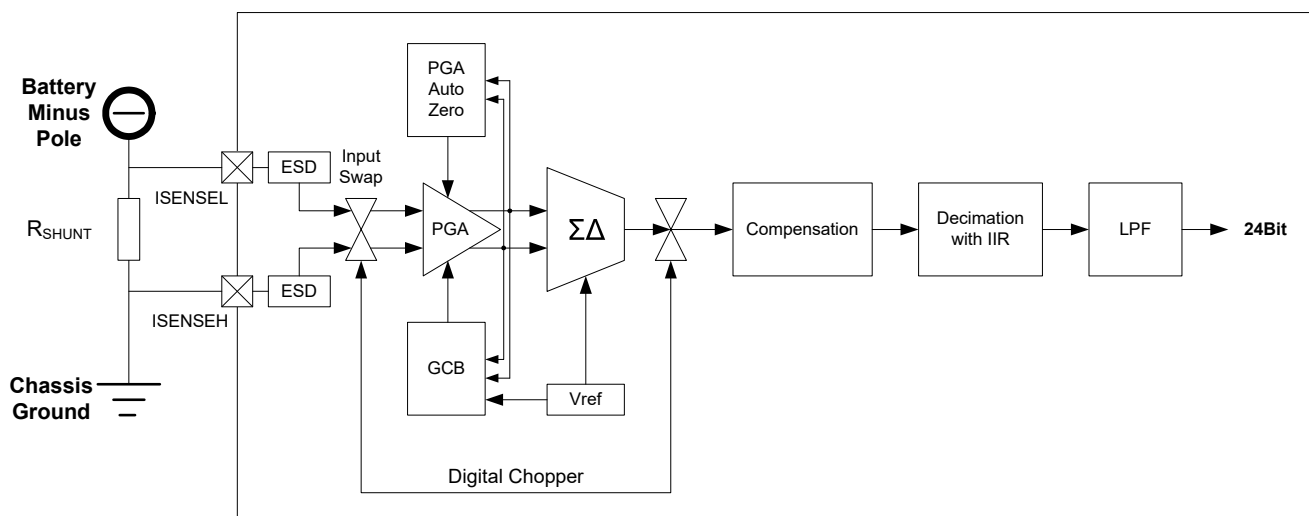 Battery
Minus
Pole
ISENSEL
RSHUNT
ISENSEH
Chassis
Ground
ESD
ESD
Input
Swap
PGA
Auto
Zero
PGA
GCB
ΣΔ
Vref
Digital Chopper
Compensation
Decimation
with IIR
LPF
24Bit